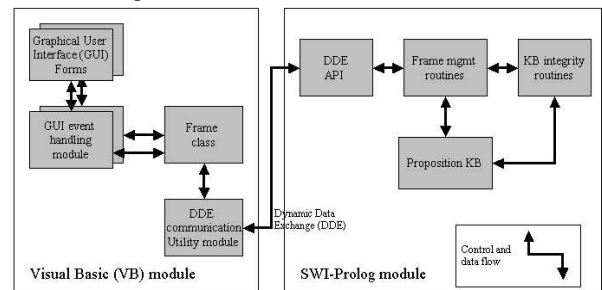 Graphical User
Interface (GUI)
Forms
GUI event
handling
module
Frame
class
DDE
communication
Utility module
Visual Basic (VB) module
Dynamic Data
Exchange (DDE)
DDE
API
Frame mgmt
routines
KB integrity
routines
Proposition KB
Control and
data flow
SWI-Prolog module